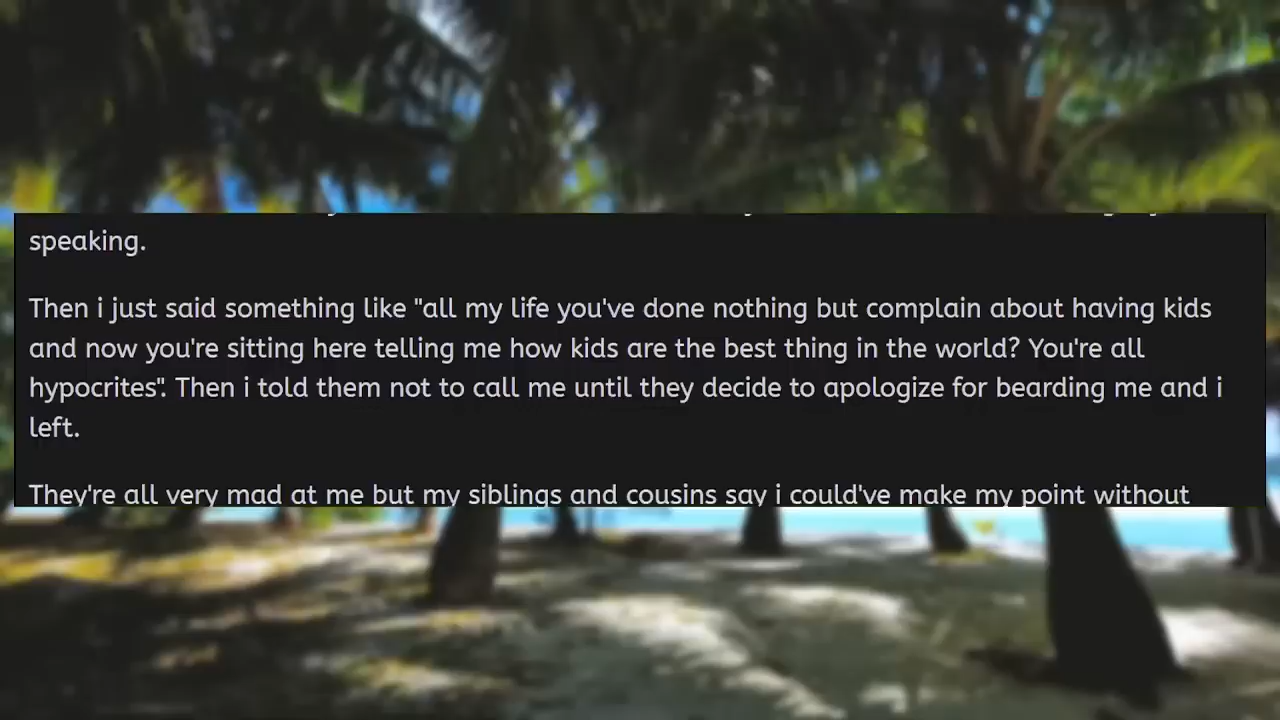 speaking.
Then i just said something like "all my life you've done nothing but complain about having kids
and now you're sitting here telling me how kids are the best thing in the world? You're all
hypocrites". Then i told them not to call me until they decide to apologize for bearding me and i
left.
They're all very mad at me but my siblings and cousins say i could've make my point without